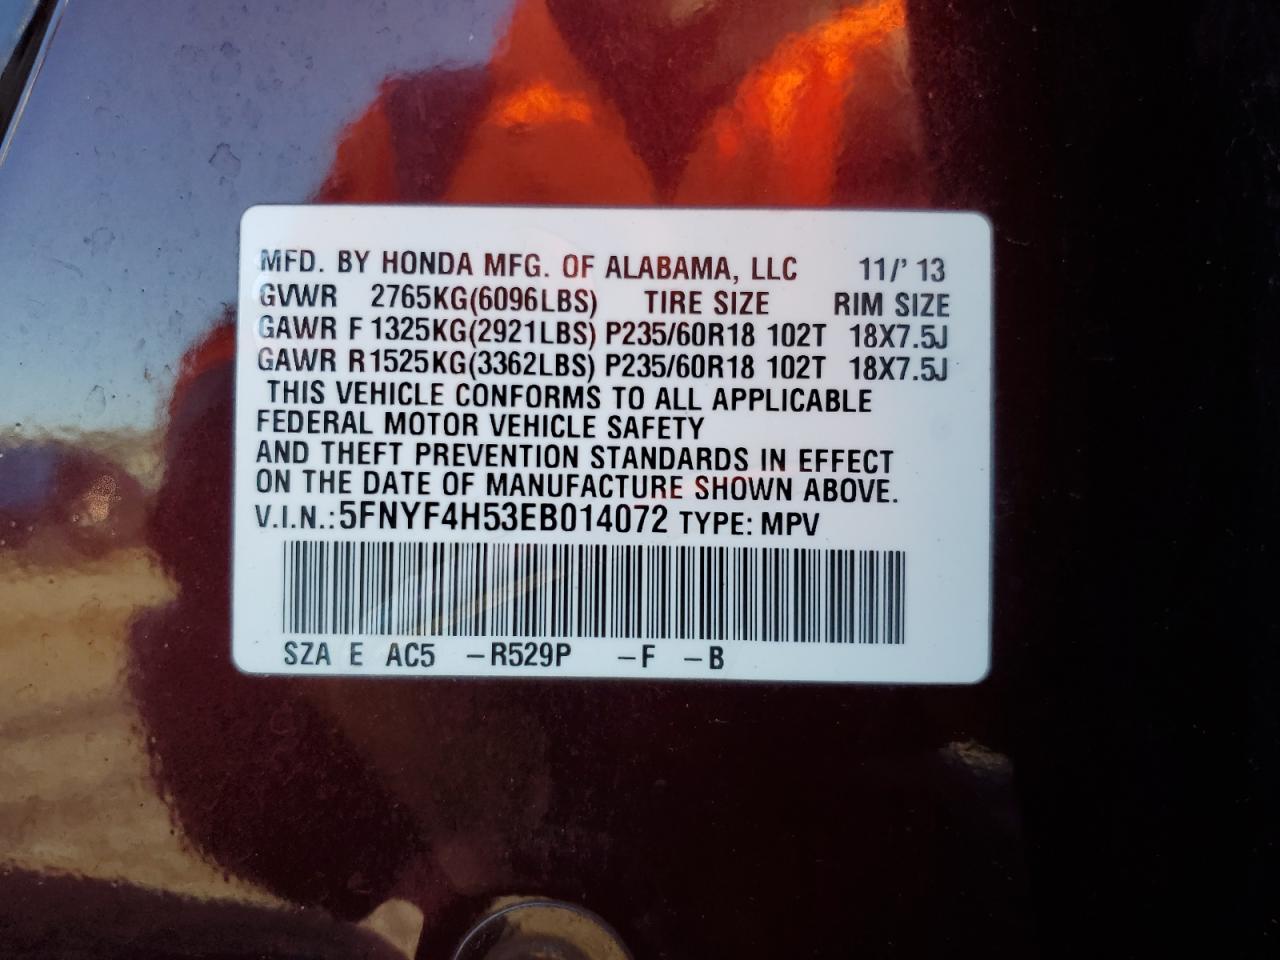 MFD. BY HONDA MFG. OF ALABAMA, LLC 11/' 13
GVWR 2765KG(6096LBS) TIRE SIZE RIM SIZE
GAWR F 1325KG(2921LBS) P235/60R18 102T 18X7.5J
GAWR R 1525KG(3362LBS) P235/60R18 102T 18X7.5J
THIS VEHICLE CONFORMS TO ALL APPLICABLE
FEDERAL MOTOR VEHICLE SAFETY
AND THEFT PREVENTION STANDARDS IN EFFECT
ON THE DATE OF MANUFACTURE SHOWN ABOVE.
V.I.N.: 5FNYF4H53EB014072 TYPE: MPV
SZA E AC5 -R529P -F -B